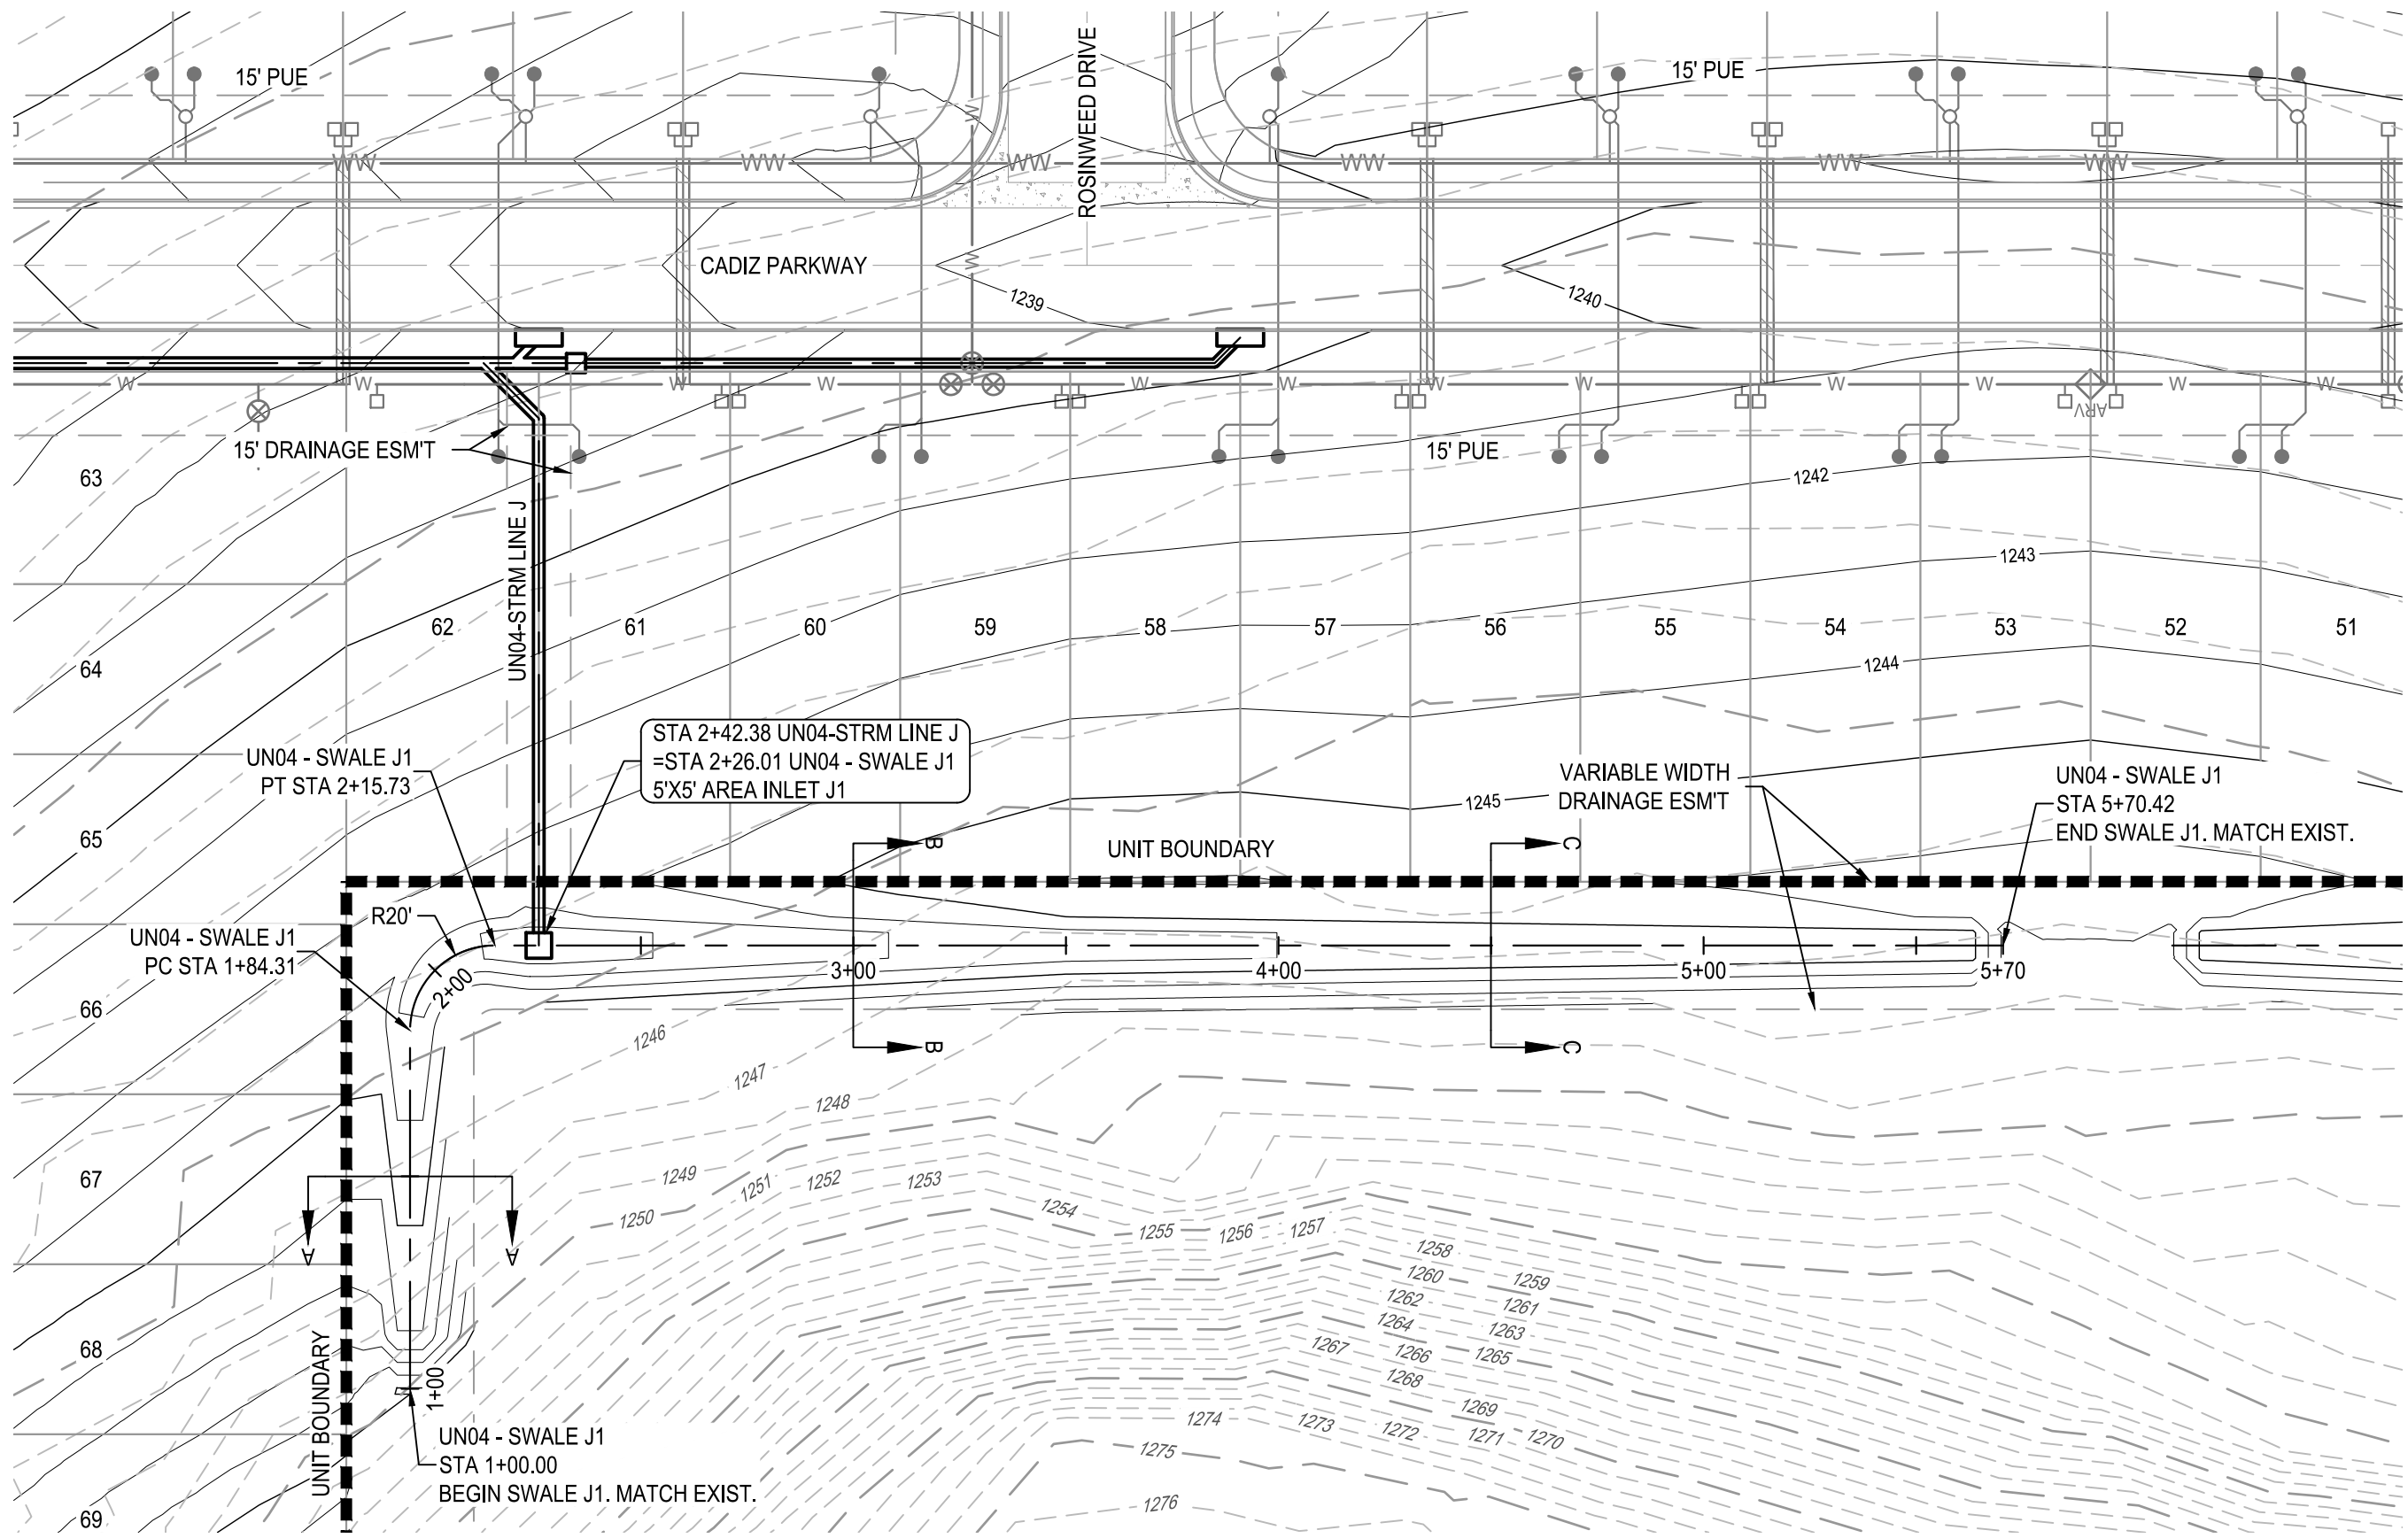 15' PUE
ROSINWEED DRIVE
15' PUE
WW
WW
WW
WW
WW
WW
W
W
CADIZ PARKWAY
1239
1240
W
W
W
W
W
W
W
W
W
W
W
ARV
15' DRAINAGE ESM'T
15' PUE
63
1242
UN04-STRM LINE J
1243
62
61
60
59
58
57
56
55
54
53
52
51
64
1244
STA 2+42.38 UN04-STRM LINE J
=STA 2+26.01 UN04 - SWALE J1
5'X5' AREA INLET J1
UN04 - SWALE J1
PT STA 2+15.73
VARIABLE WIDTH
DRAINAGE ESM'T
UN04 - SWALE J1
STA 5+70.42
END SWALE J1. MATCH EXIST.
1245
65
B
UNIT BOUNDARY
C
R20'
UN04 - SWALE J1
PC STA 1+84.31
2+00
3+00
4+00
5+00
5+70
66
1246
B
C
1247
1248
67
1249
1251
1252
1253
1250
1254
1255
1256
1257
A
A
1258
1260
1259
1262
1261
1264
1263
1267
1266
1265
1268
68
1269
1+00
1274
1273
1272
1271
1270
UNIT BOUNDARY
UN04 - SWALE J1
STA 1+00.00
BEGIN SWALE J1. MATCH EXIST.
1275
1276
69